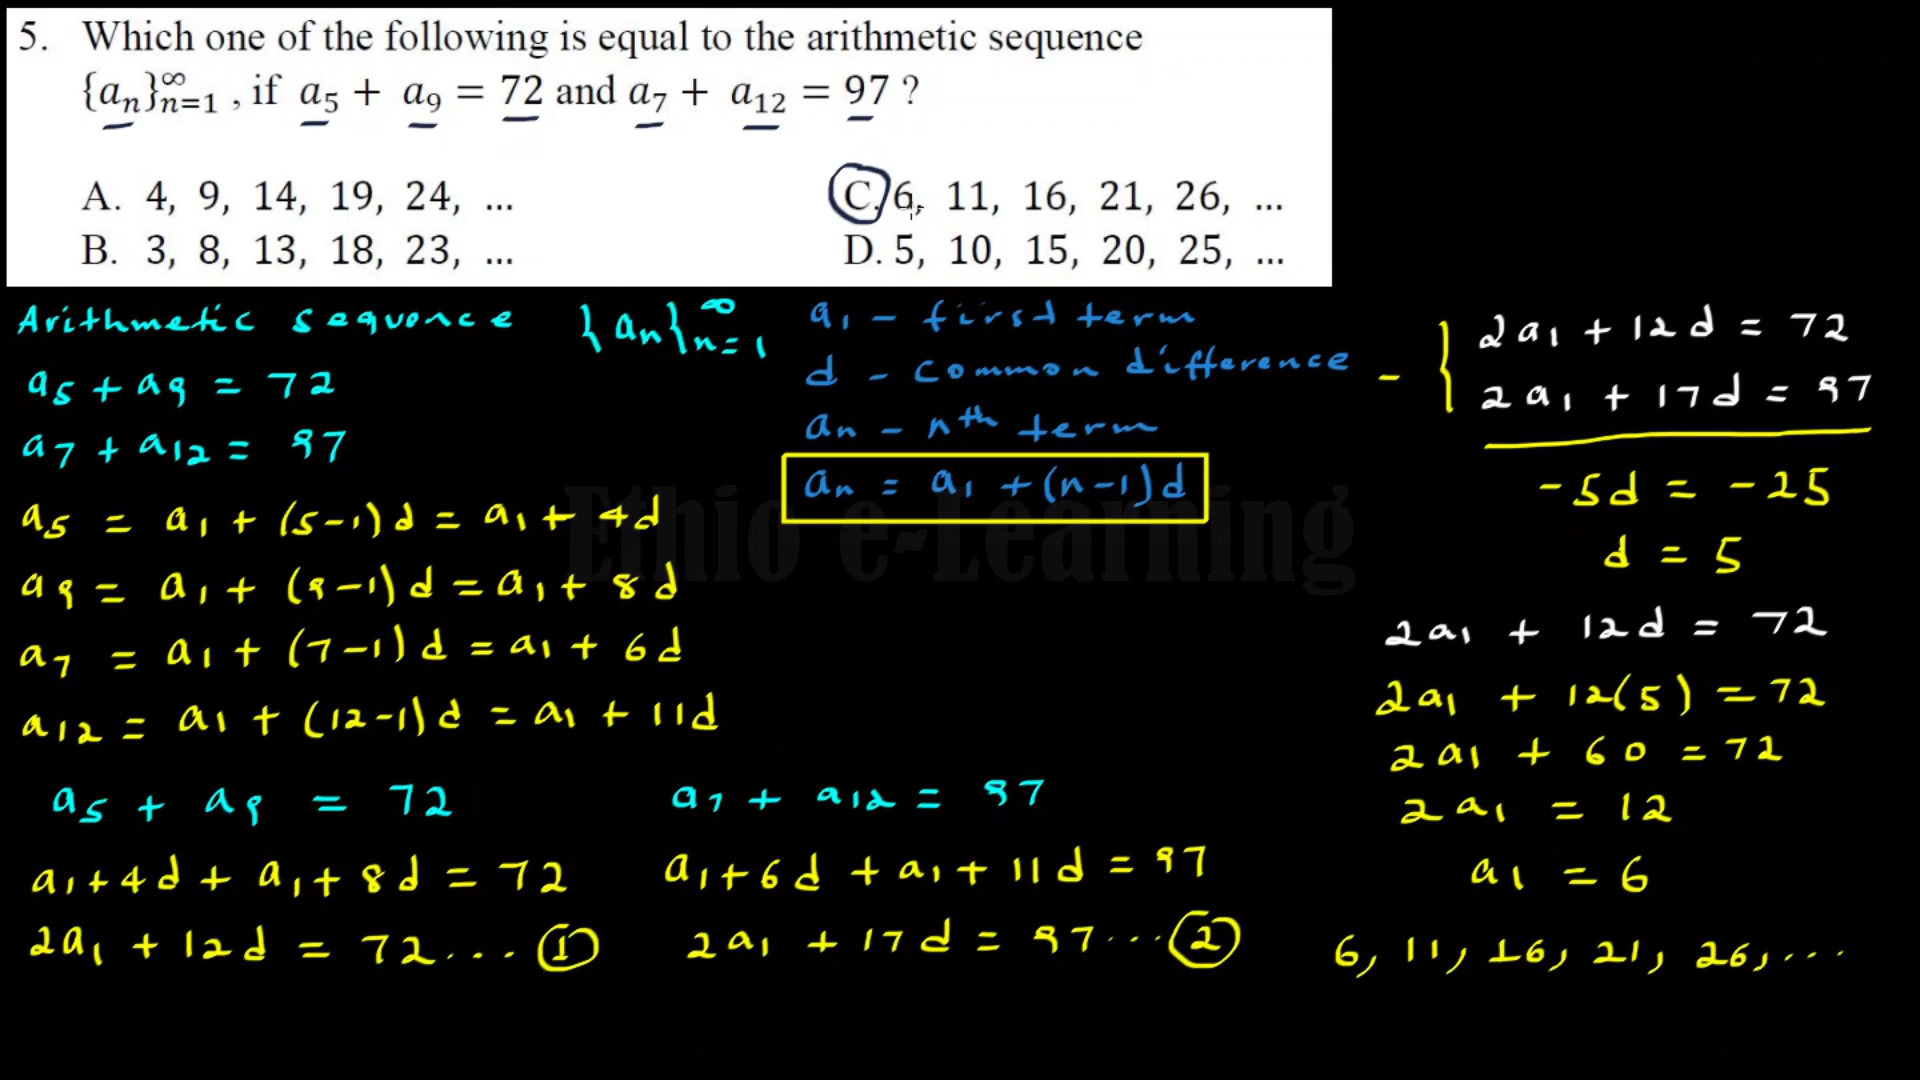 5. Which one of the following is equal to the arithmetic sequence
{aₙ}∞ₙ₌₁ , if a₅ + a₉ = 72 and a₇ + a₁₂ = 97 ?
A. 4, 9, 14, 19, 24, ...
C. 6, 11, 16, 21, 26, ...
B. 3, 8, 13, 18, 23, ...
D. 5, 10, 15, 20, 25, ...
Arithmetic sequence {aₙ}∞ₙ₌₁
a₅ + a₉ = 72
a₇ + a₁₂ = 97
a₅ = a₁ + (5-1)d = a₁ + 4d
a₉ = a₁ + (9-1)d = a₁ + 8d
a₇ = a₁ + (7-1)d = a₁ + 6d
a₁₂ = a₁ + (12-1)d = a₁ + 11d
a₅ + a₉ = 72
a₁+4d + a₁+8d = 72
2a₁ + 12d = 72 ... ①
a₁ - first term
d - common difference
aₙ - nᵗʰ term
aₙ = a₁ + (n-1)d
Ethio e-Learning
a₇ + a₁₂ = 97
a₁+6d + a₁ + 11d = 97
2a₁ + 17d = 97 ... ②
2a₁ + 12d = 72
- { 2a₁ + 17d = 97
-5d = -25
d = 5
2a₁ + 12d = 72
2a₁ + 12(5) = 72
2a₁ + 60 = 72
2a₁ = 12
a₁ = 6
6, 11, 16, 21, 26, ...